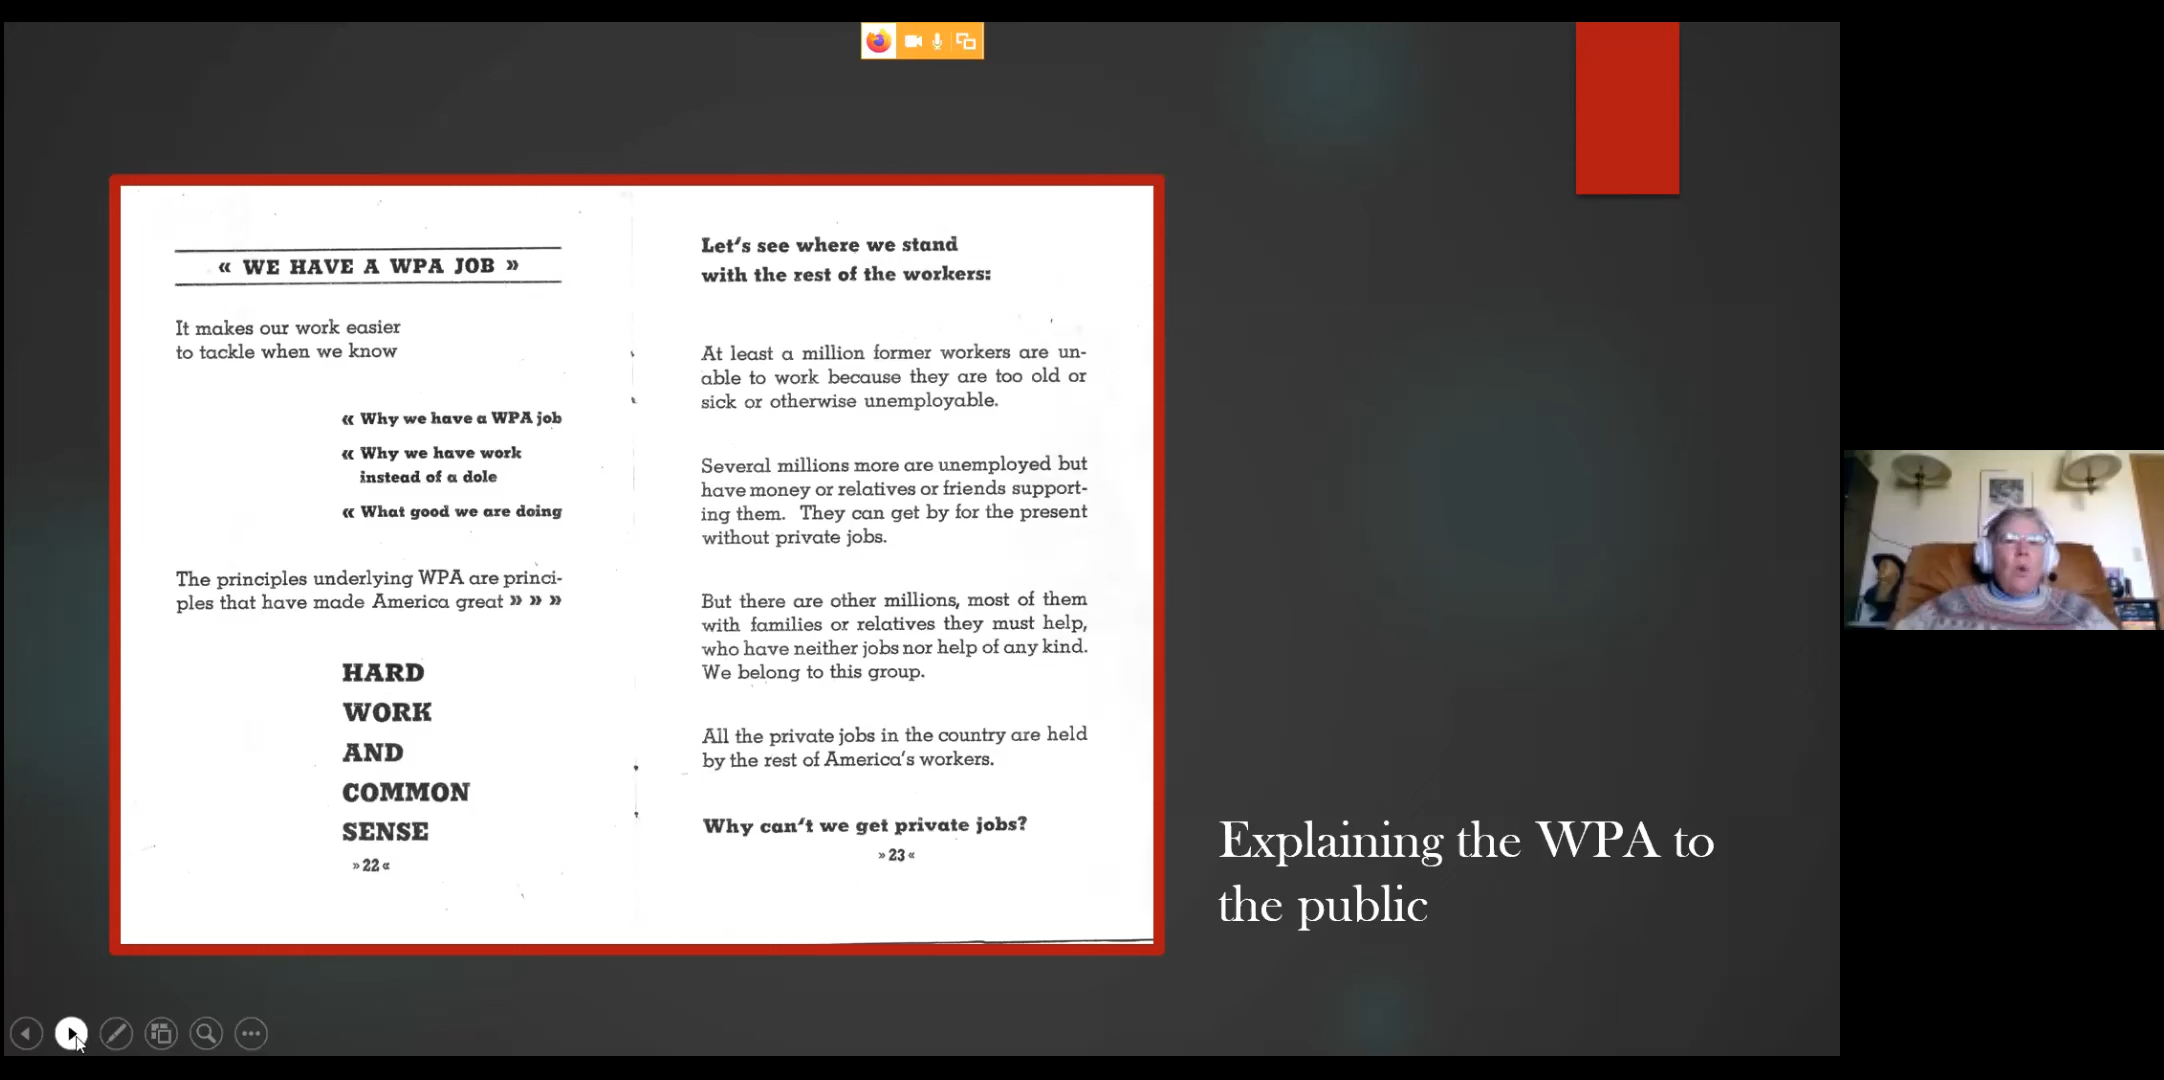 « WE HAVE A WPA JOB »
It makes our work easier
to tackle when we know
« Why we have a WPA job
« Why we have work
instead of a dole
« What good we are doing
The principles underlying WPA are princi-
ples that have made America great » » »
HARD
WORK
AND
COMMON
SENSE
» 22 «
Let's see where we stand
with the rest of the workers:
At least a million former workers are un-
able to work because they are too old or
sick or otherwise unemployable.
Several millions more are unemployed but
have money or relatives or friends support-
ing them. They can get by for the present
without private jobs.
But there are other millions, most of them
with families or relatives they must help,
who have neither jobs nor help of any kind.
We belong to this group.
All the private jobs in the country are held
by the rest of America's workers.
Why can't we get private jobs?
» 23 «
Explaining the WPA to
the public